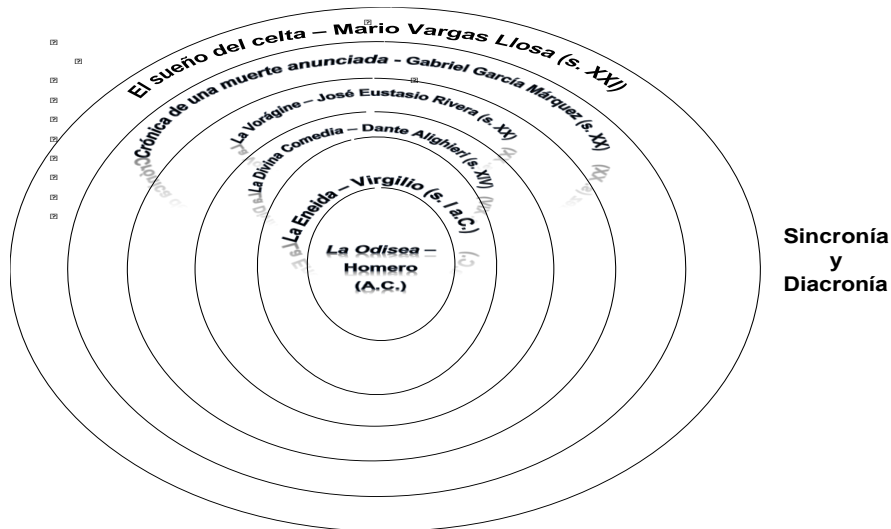 El sueño del celta – Mario Vargas Llosa (s. XXI)
Crónica de una muerte anunciada - Gabriel García Márquez (s. XX)
La Vorágine – José Eustasio Rivera (s. XX)
La Divina Comedia – Dante Alighieri (s. XIV)
La Eneida – Virgilio (s. I a.C.)
La Odisea –
Homero
(A.C.)
Sincronía
y
Diacronía